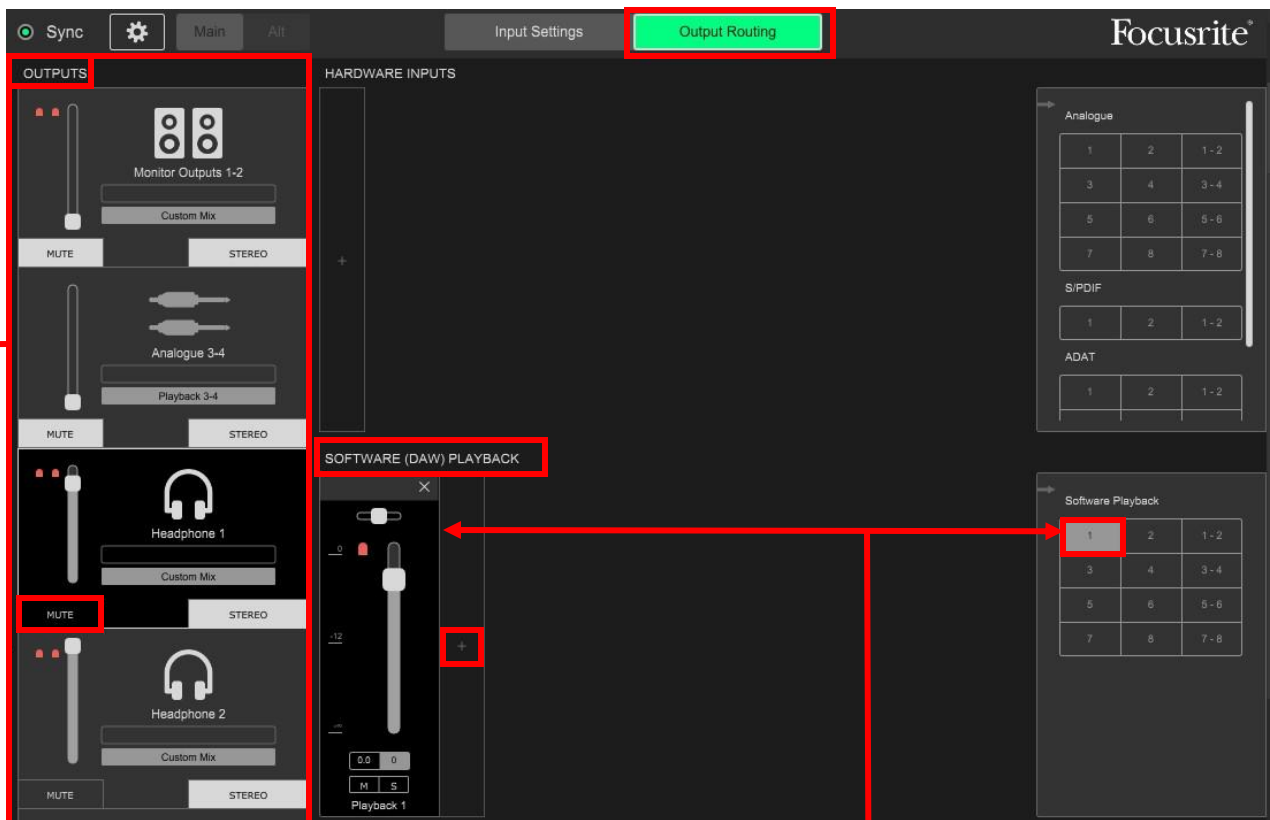 Sync
Main
Alt
Input Settings
Output Routing
Focusrite®
OUTPUTS
Monitor Outputs 1-2
Custom Mix
MUTE
STEREO
Analogue 3-4
Playback 3-4
MUTE
STEREO
Headphone 1
Custom Mix
MUTE
STEREO
Headphone 2
Custom Mix
MUTE
STEREO
HARDWARE INPUTS
+
Analogue
1 2 1 - 2
3 4 3 - 4
5 6 5 - 6
7 8 7 - 8
S/PDIF
1 2 1 - 2
ADAT
1 2 1 - 2
SOFTWARE (DAW) PLAYBACK
0
-12
-∞
0.0 0
M S
Playback 1
+
Software Playback
1 2 1 - 2
3 4 3 - 4
5 6 5 - 6
7 8 7 - 8